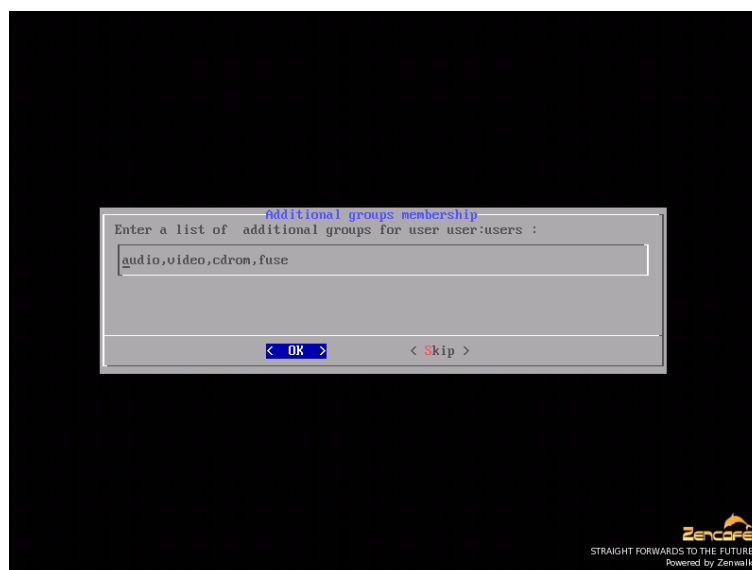 Additional groups membership
Enter a list of  additional groups for user user:users :
audio,video,cdrom,fuse
< OK >
< Skip >
Zencafe
STRAIGHT FORWARDS TO THE FUTURE
Powered by Zenwalk